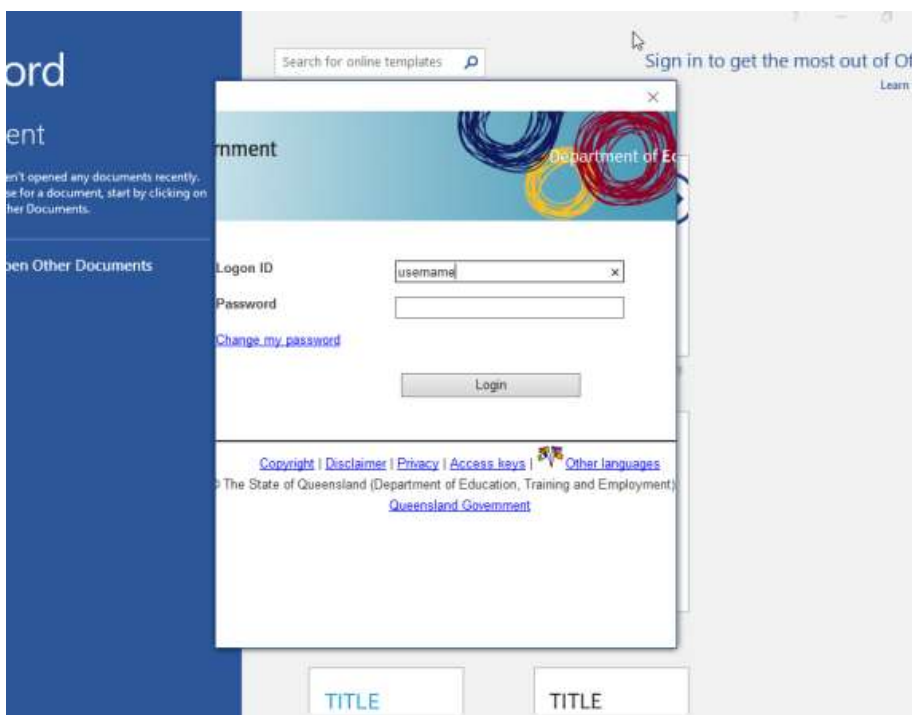 ord
Search for online templates
Sign in to get the most out of Of
Learn
ent
en't opened any documents recently.
se for a document, start by clicking on
her Documents.
pen Other Documents
rnment
Department of Ed
Logon ID
username
Password
Change my password
Login
Copyright | Disclaimer | Privacy | Access keys | Other languages
The State of Queensland (Department of Education, Training and Employment)
Queensland Government
TITLE
TITLE